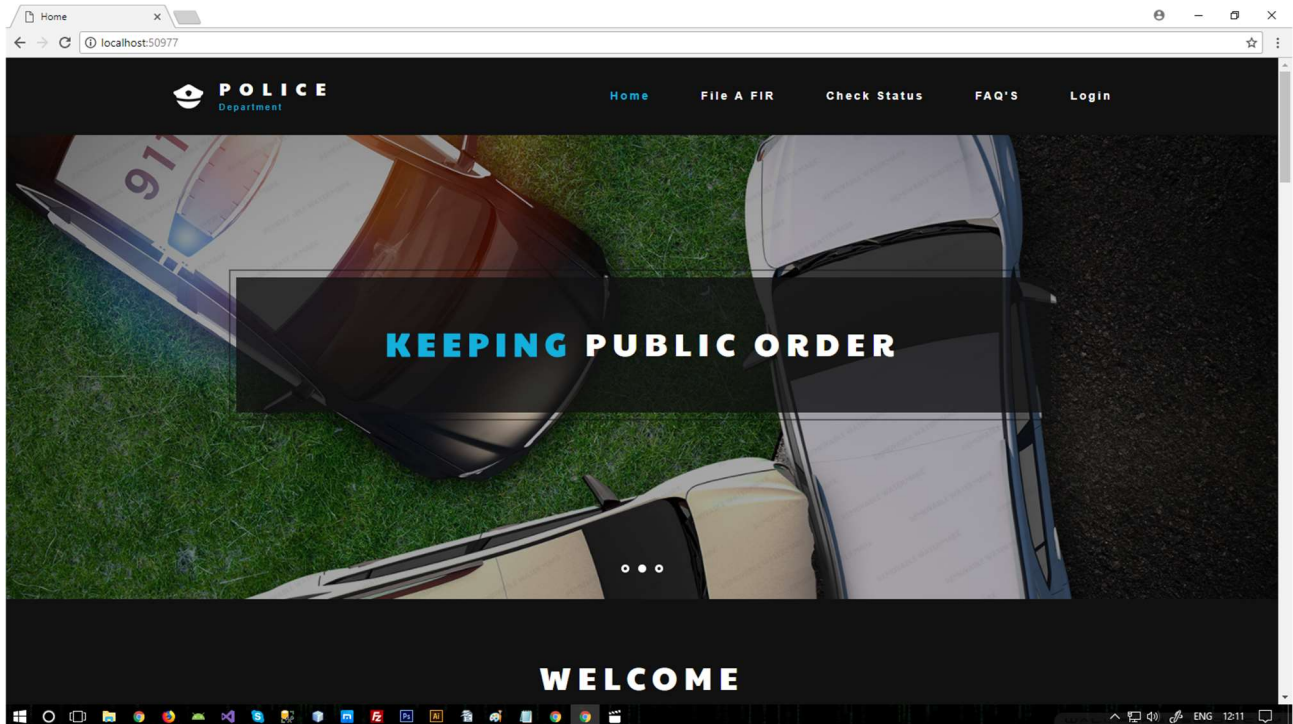 Home
localhost:50977
POLICE
Department
Home File A FIR Check Status FAQ'S Login
911
KEEPING PUBLIC ORDER
WELCOME
ENG 12:11